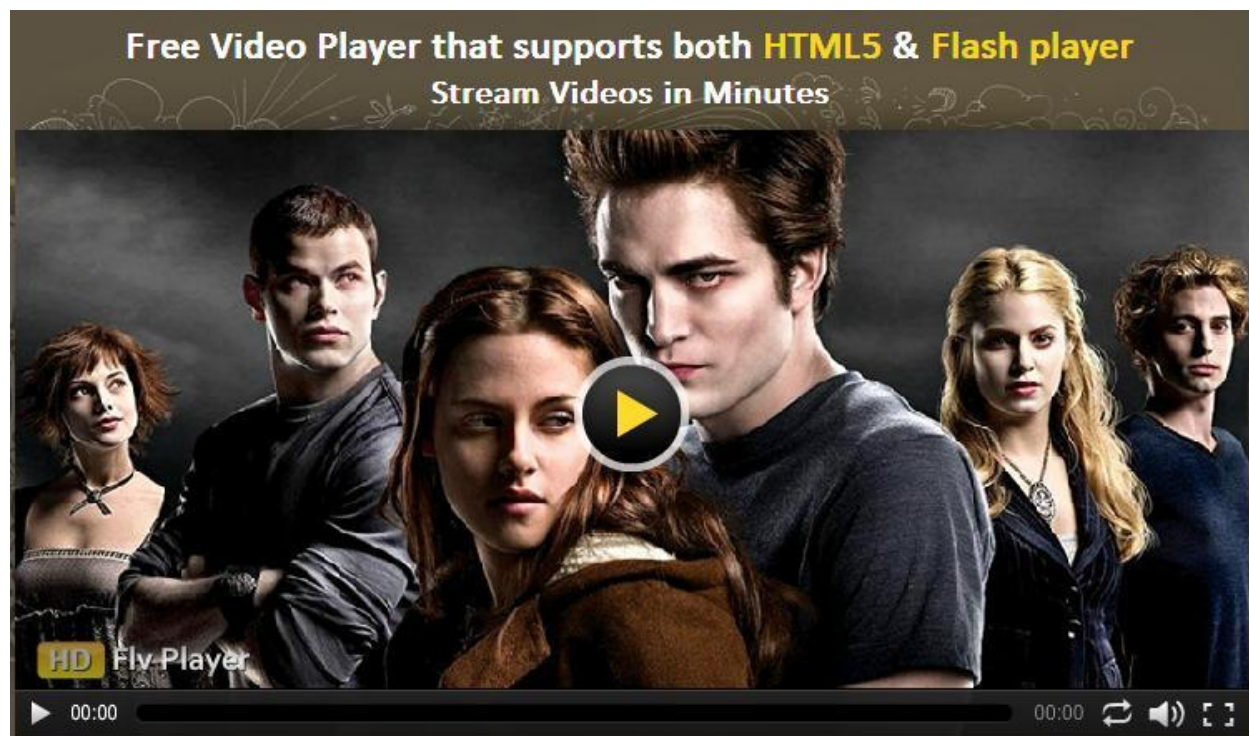 Free Video Player that supports both HTML5 & Flash player
Stream Videos in Minutes
HD Flv Player
00:00 00:00